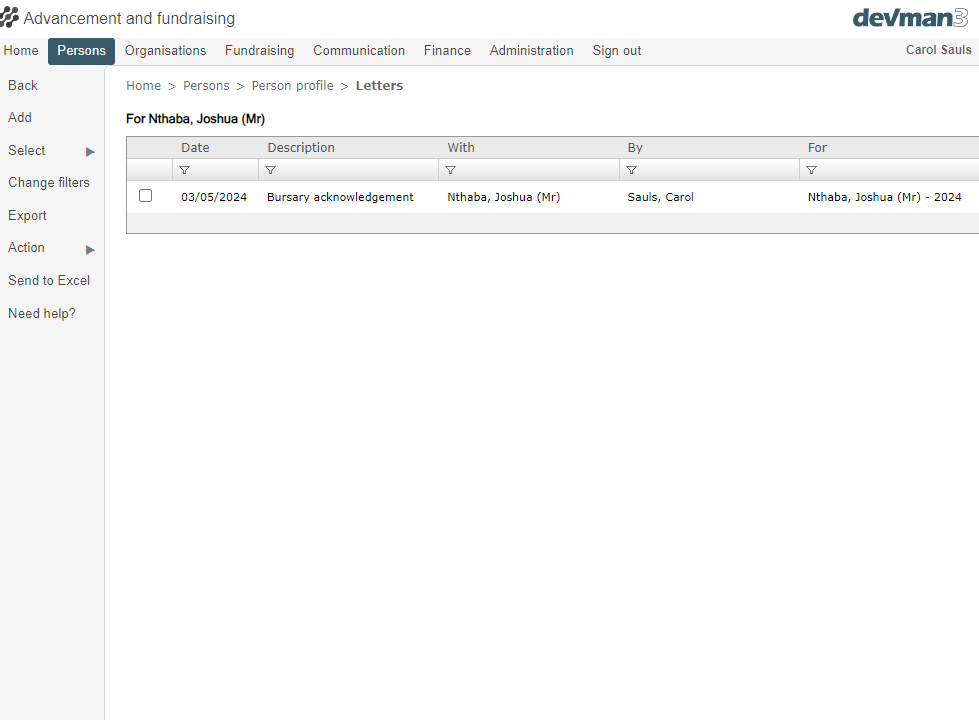 Advancement and fundraising
devman3
Home Persons Organisations Fundraising Communication Finance Administration Sign out Carol Sauls
Back
Add
Select
Change filters
Export
Action
Send to Excel
Need help?
Home > Persons > Person profile > Letters
For Nthaba, Joshua (Mr)
Date Description With By For
03/05/2024 Bursary acknowledgement Nthaba, Joshua (Mr) Sauls, Carol Nthaba, Joshua (Mr) - 2024